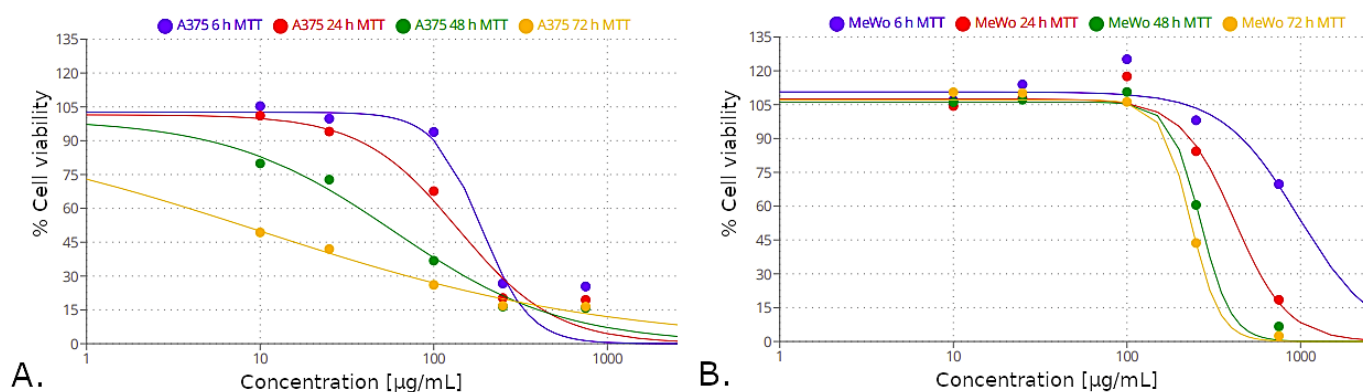 A375 6 h MTT A375 24 h MTT A375 48 h MTT A375 72 h MTT
135
120
105
90
75
60
45
30
15
0
% Cell viability
1 10 100 1000
Concentration [µg/mL]
A.
MeWo 6h MTT MeWo 24 h MTT MeWo 48 h MTT MeWo 72 h MTT
135
120
105
90
75
60
45
30
15
0
% Cell viability
1 10 100 1000
Concentration [µg/mL]
B.